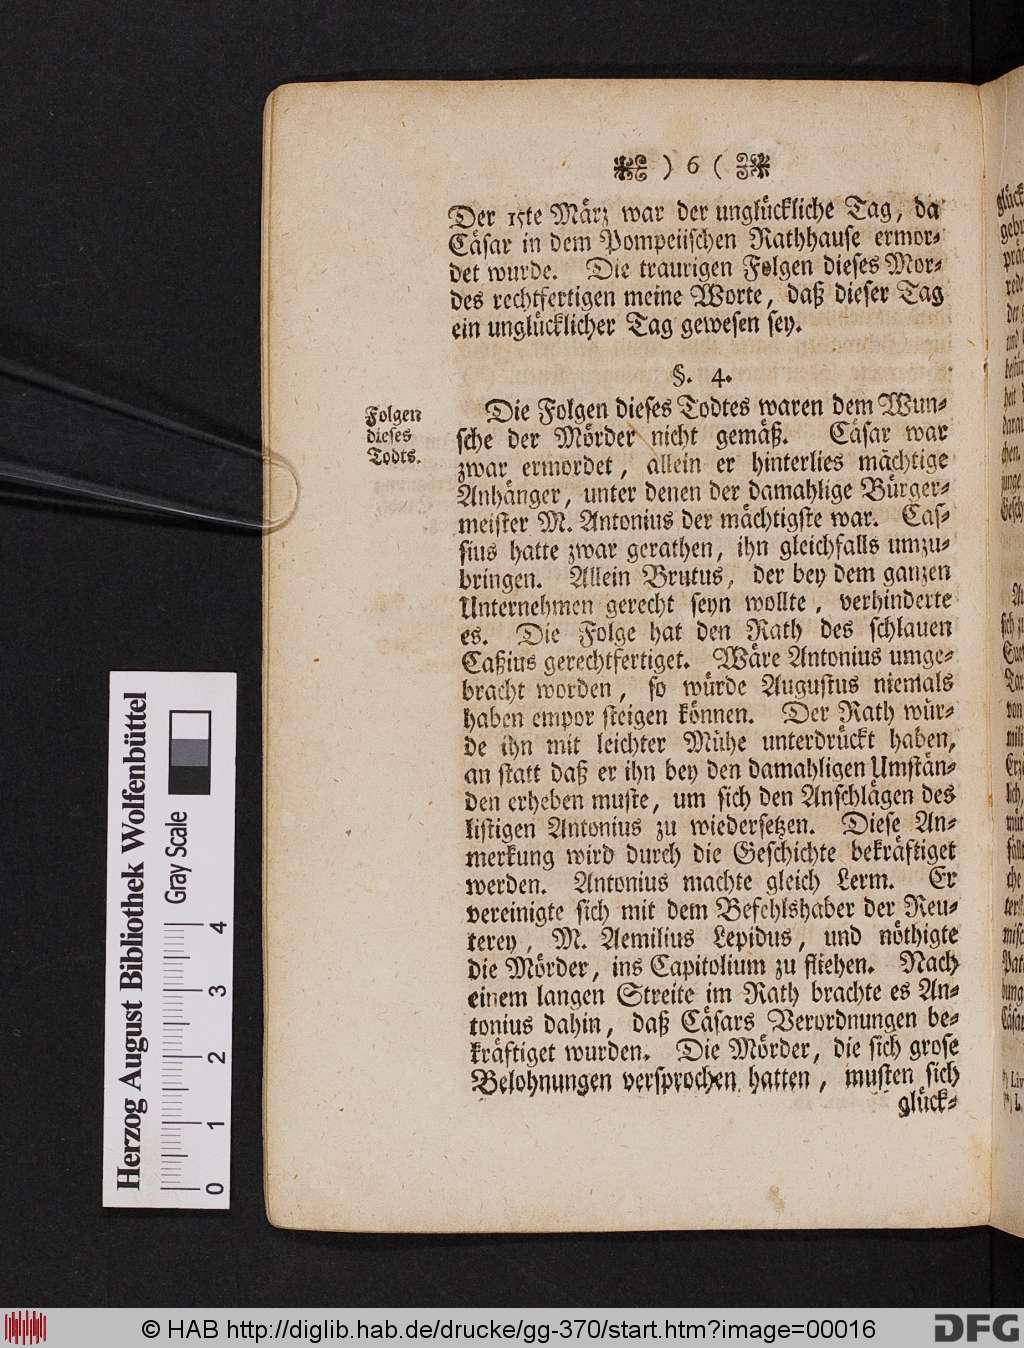 ) 6 (
Der 15te März war der unglückliche Tag, da
Cäsar in dem Pompeiischen Rathhause ermor-
det wurde. Die traurigen Folgen dieses Mor-
des rechtfertigen meine Worte, daß dieser Tag
ein unglücklicher Tag gewesen sey.
§. 4.
Folgen
dieses
Todts.
Die Folgen dieses Todtes waren dem Wun-
sche der Mörder nicht gemäß. Cäsar war
zwar ermordet, allein er hinterlies mächtige
Anhänger, unter denen der damahlige Bürger-
meister M. Antonius der mächtigste war. Cas-
sius hatte zwar gerathen, ihn gleichfalls umzu-
bringen. Allein Brutus, der bey dem ganzen
Unternehmen gerecht seyn wollte, verhinderte
es. Die Folge hat den Rath des schlauen
Caßius gerechtfertiget. Wäre Antonius umge-
bracht worden, so würde Augustus niemals
haben empor steigen können. Der Rath wür-
de ihn mit leichter Mühe unterdrückt haben,
an statt daß er ihn bey den damahligen Umstän-
den erheben muste, um sich den Anschlägen des
listigen Antonius zu wiedersetzen. Diese An-
merkung wird durch die Geschichte bekräftiget
werden. Antonius machte gleich Lerm. Er
vereinigte sich mit dem Befehlshaber der Reu-
terey, M. Aemilius Lepidus, und nöthigte
die Mörder, ins Capitolium zu fliehen. Nach
einem langen Streite im Rath brachte es An-
tonius dahin, daß Cäsars Verordnungen be-
kräftiget wurden. Die Mörder, die sich grose
Belohnungen versprochen hatten, musten sich
glück-
Herzog August Bibliothek Wolfenbüttel
Gray Scale
0 1 2 3 4
© HAB http://diglib.hab.de/drucke/gg-370/start.htm?image=00016
DFG